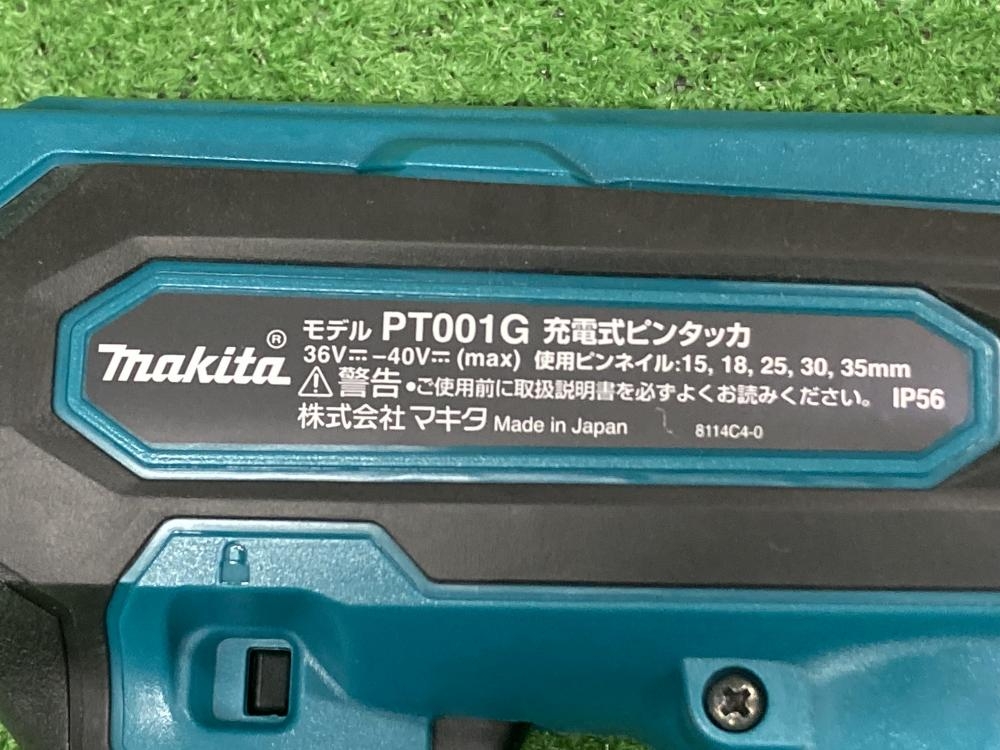 makita®
モデル PT001G 充電式ピンタッカ
36V⎓-40V⎓(max) 使用ピンネイル:15, 18, 25, 30, 35mm
⚠警告 •ご使用前に取扱説明書を必ずよくお読みください。 IP56
株式会社 マキタ Made in Japan 8114C4-0